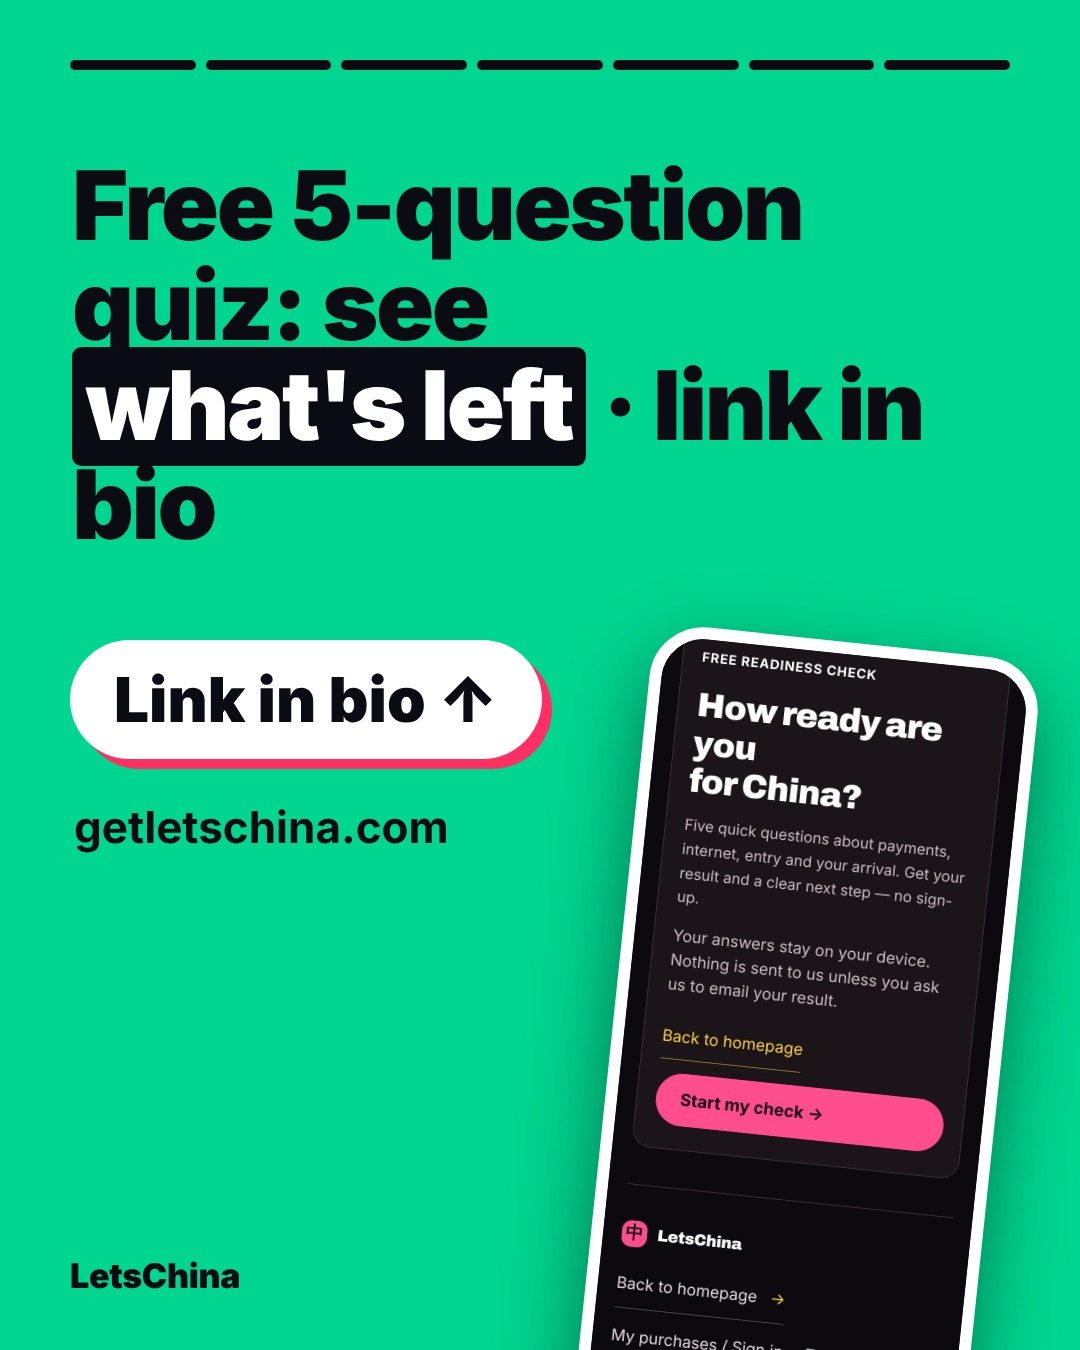 Free 5-question
quiz: see
what's left · link in
bio
Link in bio ↑
getletschina.com
FREE READINESS CHECK
How ready are
you
for China?
Five quick questions about payments,
internet, entry and your arrival. Get your
result and a clear next step — no sign-
up.
Your answers stay on your device.
Nothing is sent to us unless you ask
us to email your result.
Back to homepage
Start my check →
中 LetsChina
Back to homepage →
My purchases / Sign in
LetsChina